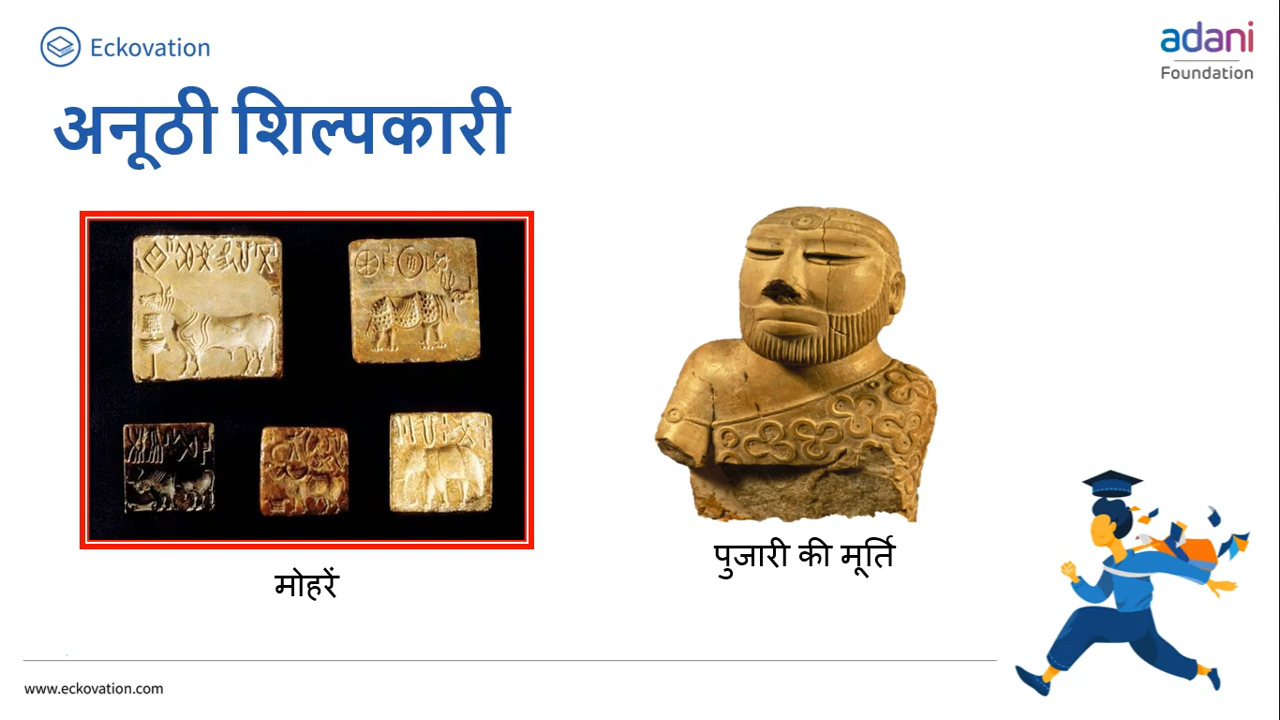 Eckovation
adani
Foundation
अनूठी शिल्पकारी
मोहरें
पुजारी की मूर्ति
www.eckovation.com